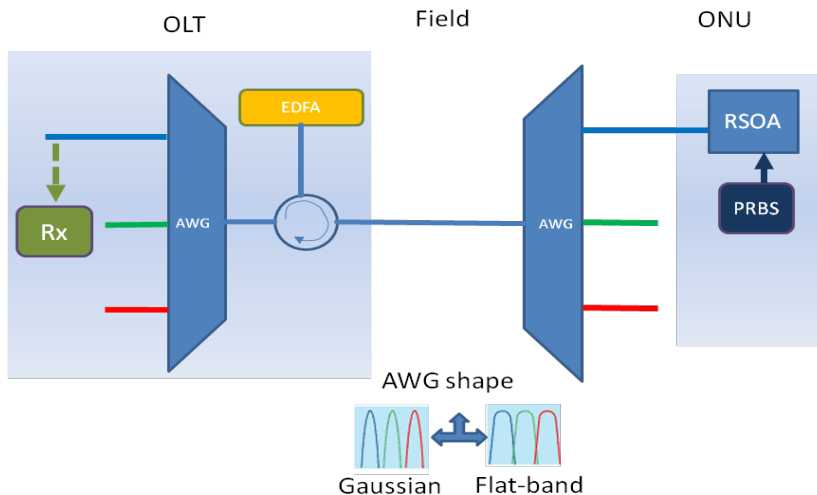 OLT
Field
ONU
EDFA
RSOA
AWG
AWG
Rx
PRBS
AWG shape
Gaussian
Flat-band